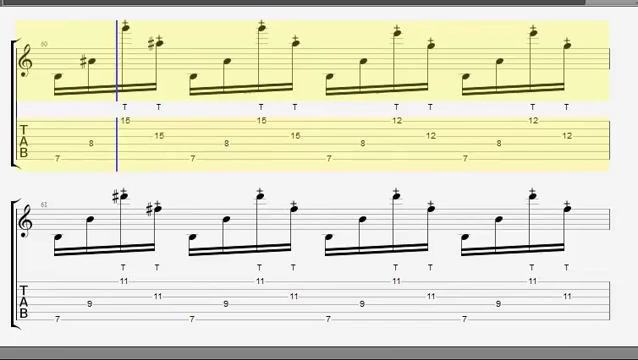 60
T T T T T T T T
15 15 12 12
T 15 15 12 12
A 8 8 8 8
B
7 7 7 7
61
T T T T T T T T
11 11 11 11
T 11 11 11 11
A 9 9 9 9
B
7 7 7 7